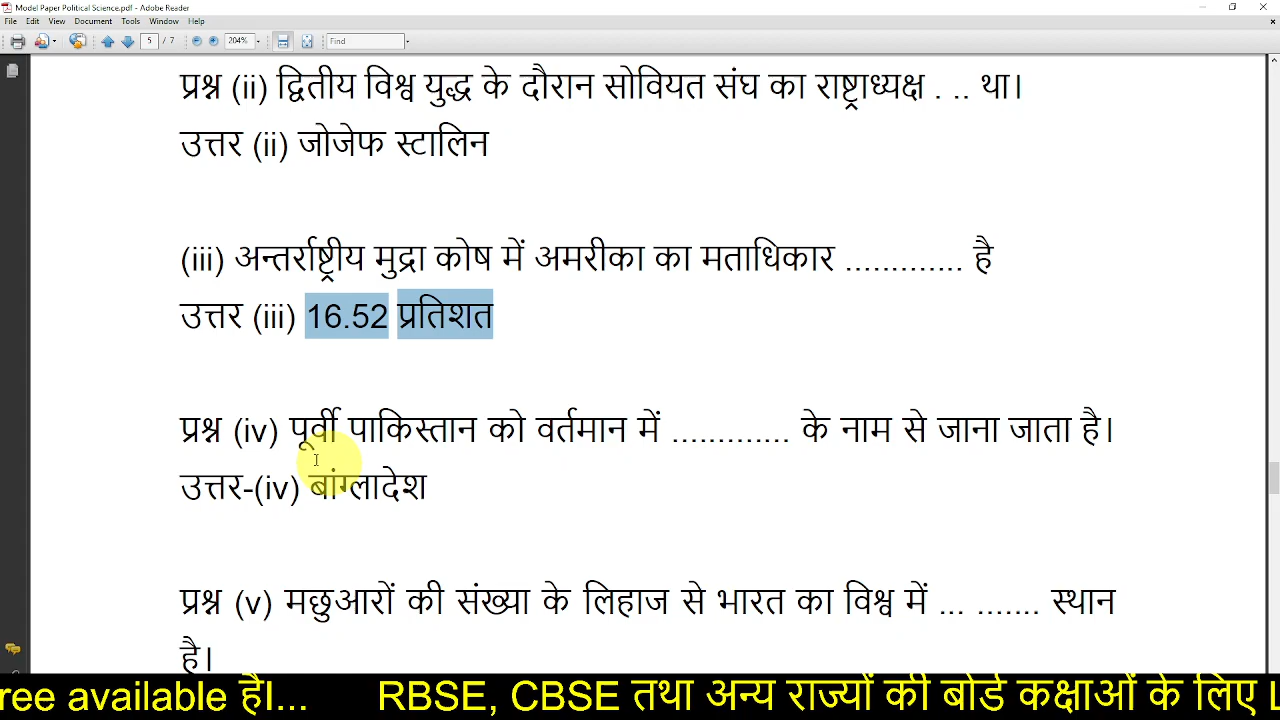 Model Paper Political Science.pdf - Adobe Reader
File Edit View Document Tools Window Help
5 / 7 204% Find
प्रश्न (ii) द्वितीय विश्व युद्ध के दौरान सोवियत संघ का राष्ट्राध्यक्ष . .. था।
उत्तर (ii) जोजेफ स्टालिन
(iii) अन्तर्राष्ट्रीय मुद्रा कोष में अमरीका का मताधिकार ............. है
उत्तर (iii) 16.52 प्रतिशत
प्रश्न (iv) पूर्वी पाकिस्तान को वर्तमान में ............. के नाम से जाना जाता है।
उत्तर-(iv) बांग्लादेश
प्रश्न (v) मछुआरों की संख्या के लिहाज से भारत का विश्व में ... ....... स्थान
है।
ree available है।... RBSE, CBSE तथा अन्य राज्यों की बोर्ड कक्षाओं के लिए